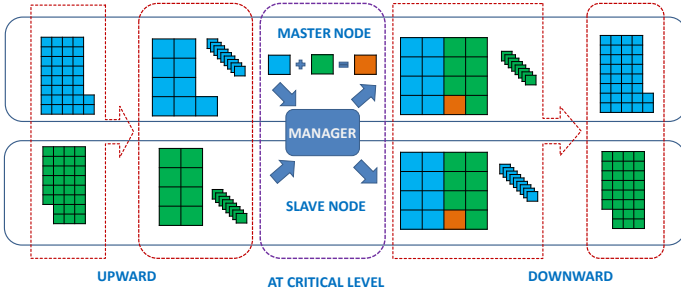 MASTER NODE
+
=
MANAGER
SLAVE NODE
UPWARD
AT CRITICAL LEVEL
DOWNWARD